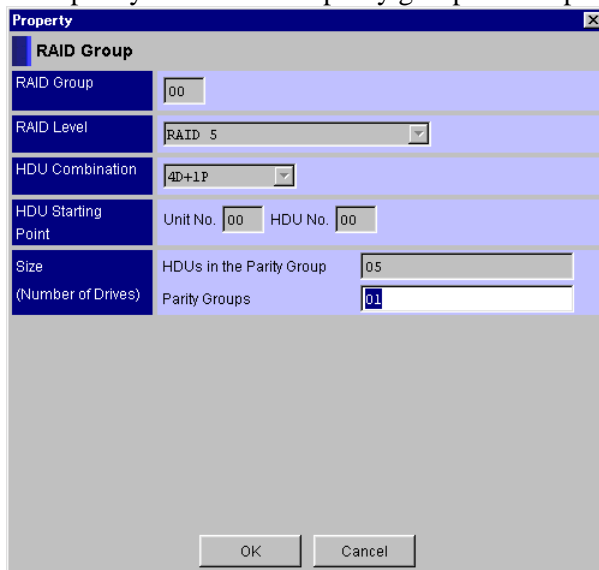 Property
RAID Group
RAID Group 00
RAID Level RAID 5
HDU Combination 4D+1P
HDU Starting Point Unit No. 00 HDU No. 00
Size HDUs in the Parity Group 05
(Number of Drives) Parity Groups 01
OK Cancel